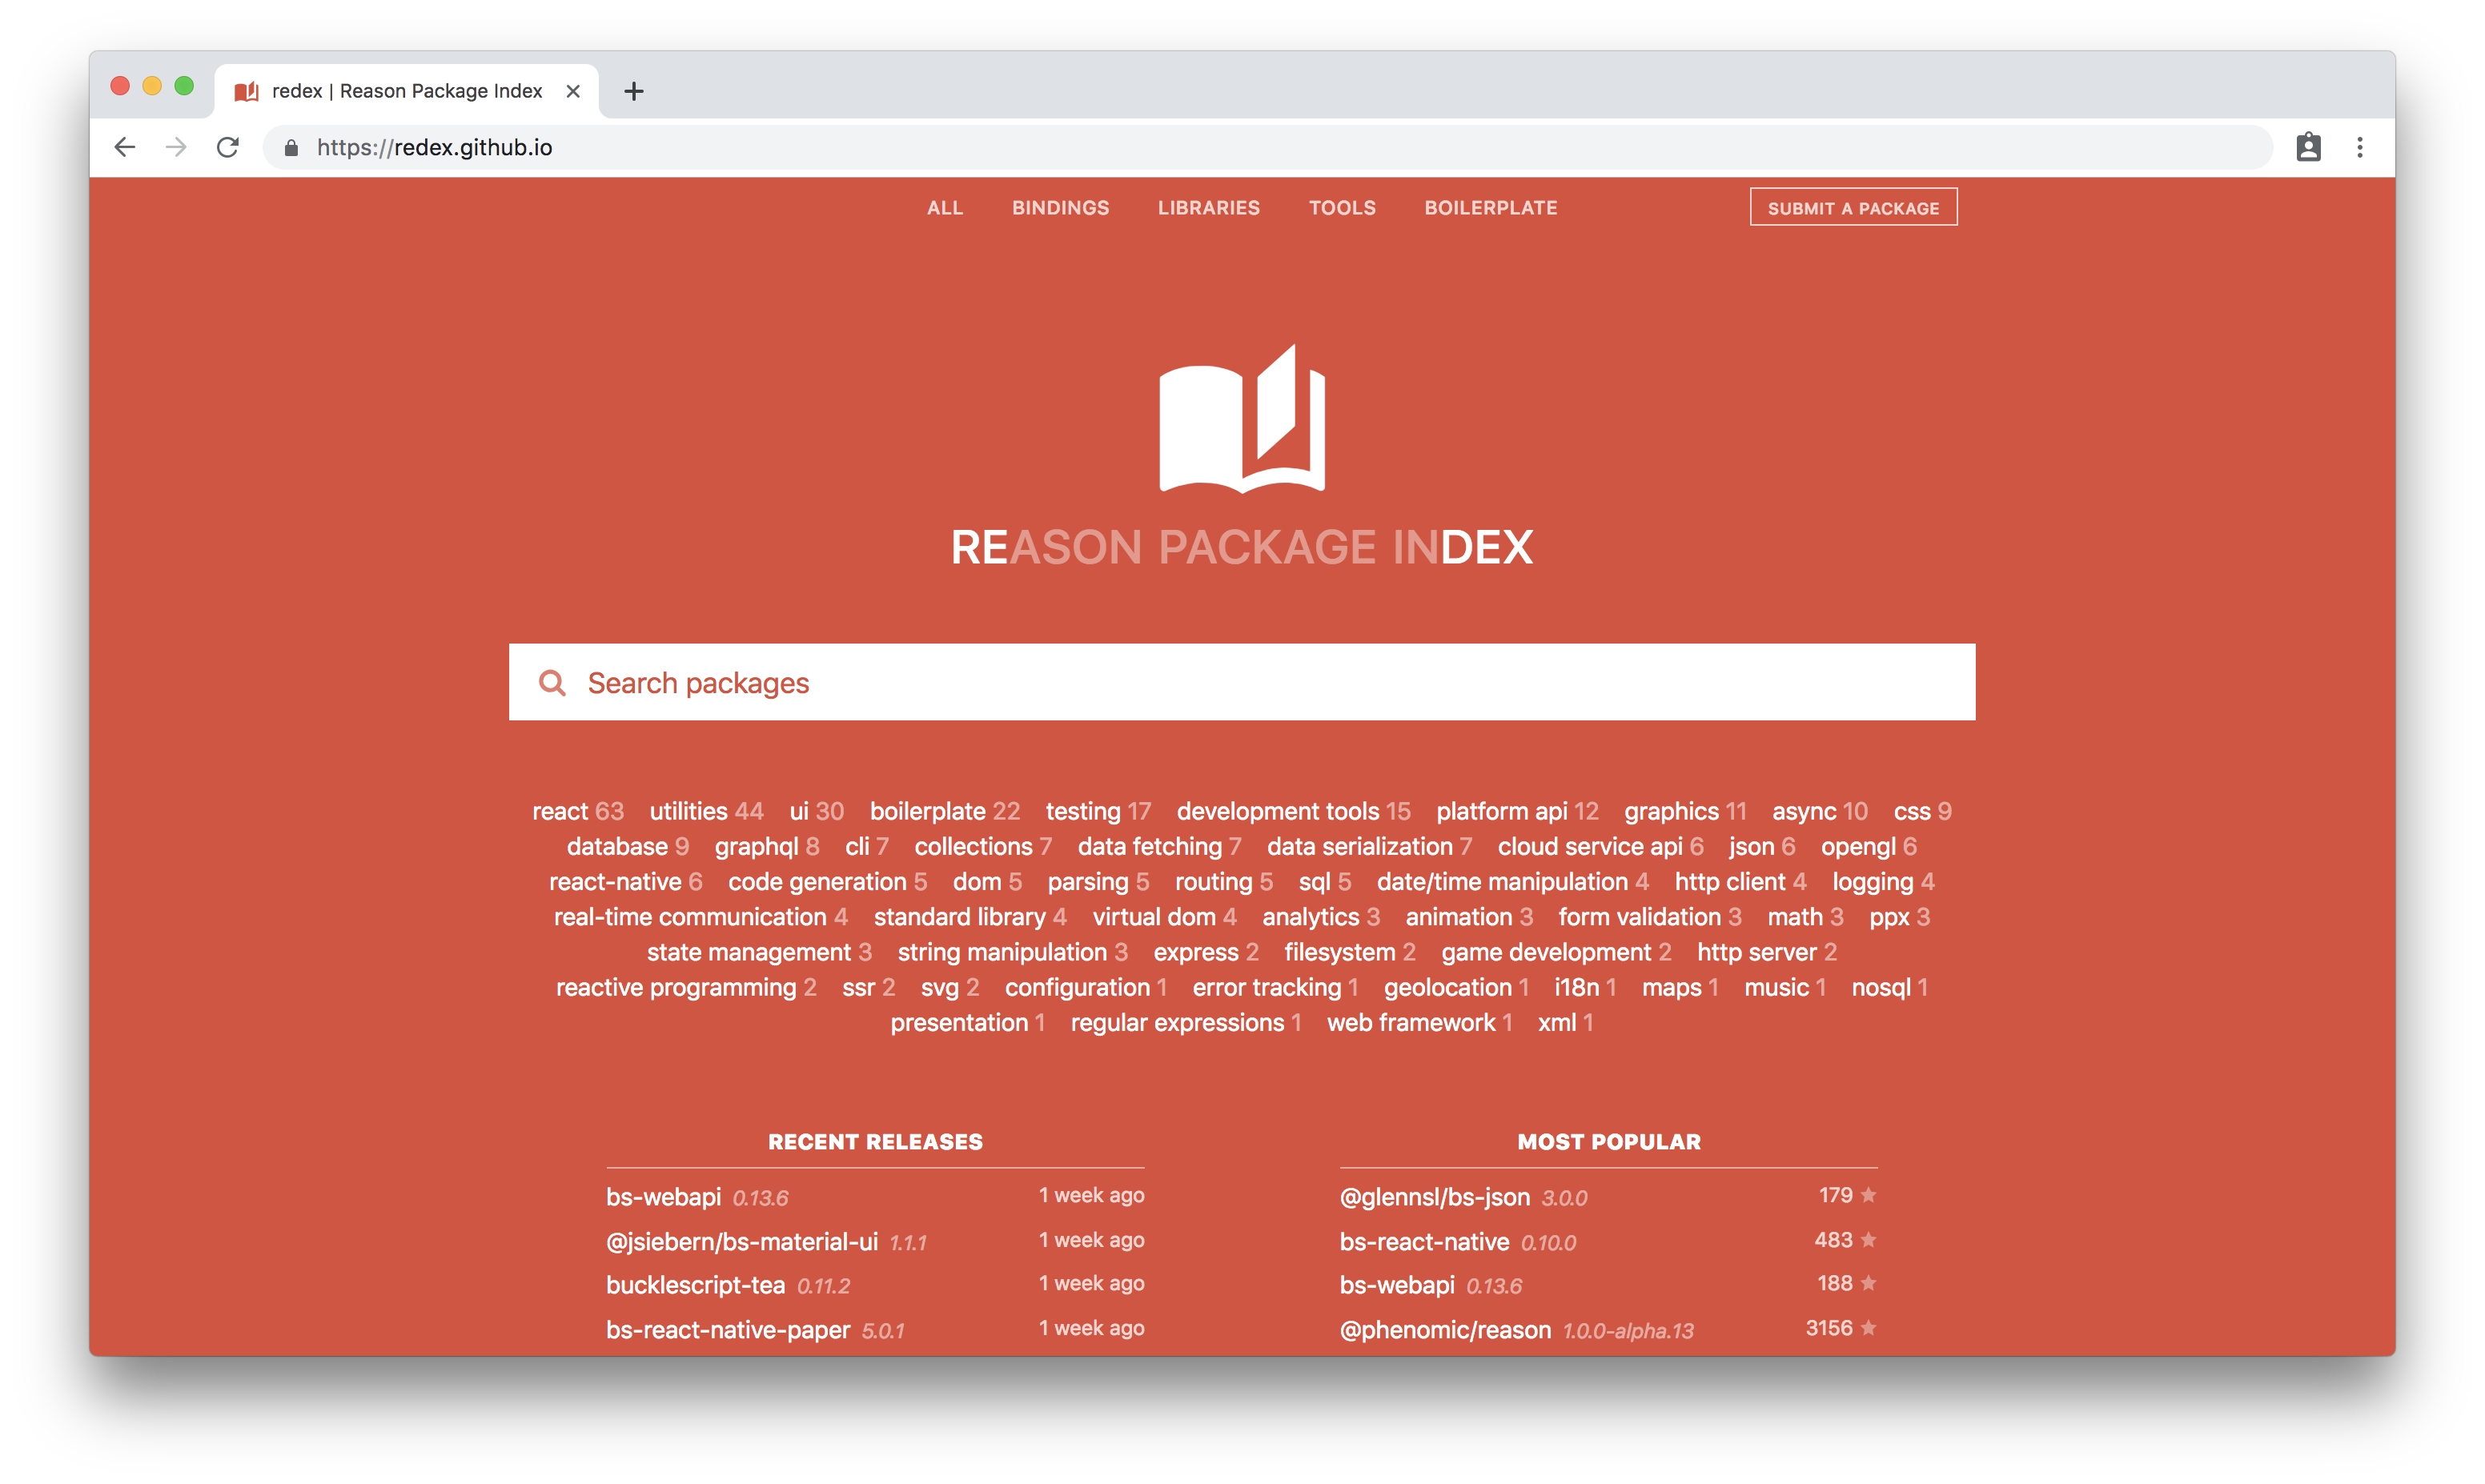 redex | Reason Package Index
https://redex.github.io
ALL BINDINGS LIBRARIES TOOLS BOILERPLATE SUBMIT A PACKAGE
REASON PACKAGE INDEX
Search packages
react 63 utilities 44 ui 30 boilerplate 22 testing 17 development tools 15 platform api 12 graphics 11 async 10 css 9
database 9 graphql 8 cli 7 collections 7 data fetching 7 data serialization 7 cloud service api 6 json 6 opengl 6
react-native 6 code generation 5 dom 5 parsing 5 routing 5 sql 5 date/time manipulation 4 http client 4 logging 4
real-time communication 4 standard library 4 virtual dom 4 analytics 3 animation 3 form validation 3 math 3 ppx 3
state management 3 string manipulation 3 express 2 filesystem 2 game development 2 http server 2
reactive programming 2 ssr 2 svg 2 configuration 1 error tracking 1 geolocation 1 i18n 1 maps 1 music 1 nosql 1
presentation 1 regular expressions 1 web framework 1 xml 1
RECENT RELEASES
bs-webapi 0.13.6 1 week ago
@jsiebern/bs-material-ui 1.1.1 1 week ago
bucklescript-tea 0.11.2 1 week ago
bs-react-native-paper 5.0.1 1 week ago
MOST POPULAR
@glennsl/bs-json 3.0.0 179
bs-react-native 0.10.0 483
bs-webapi 0.13.6 188
@phenomic/reason 1.0.0-alpha.13 3156